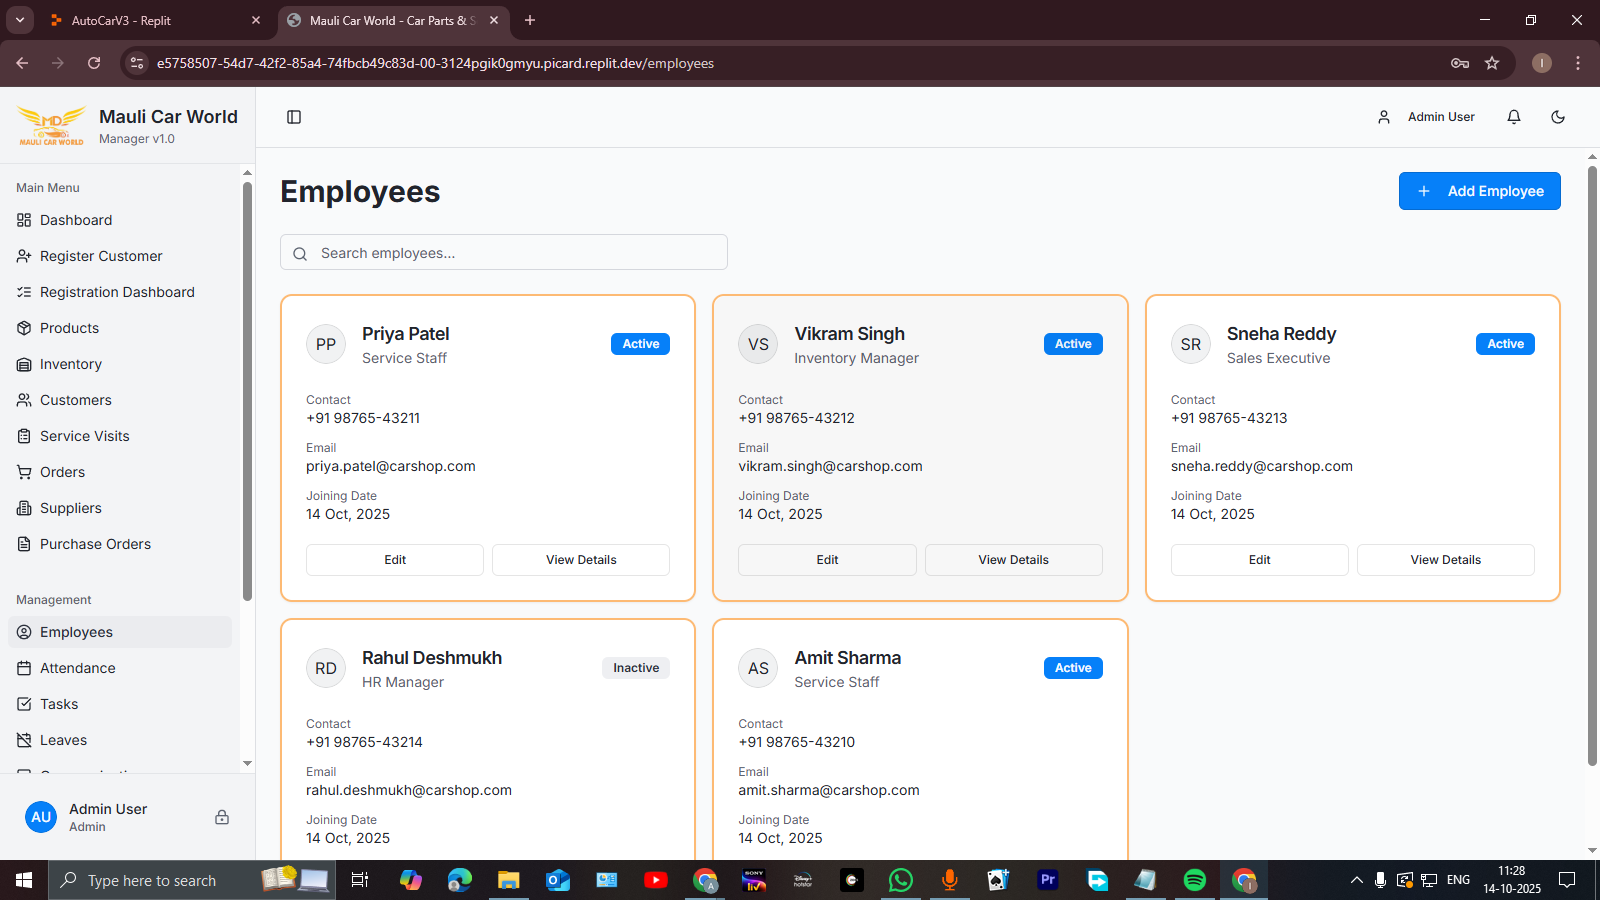 AutoCarV3 - Replit
Mauli Car World - Car Parts & S
e5758507-54d7-42f2-85a4-74fbcb49c83d-00-3124pgik0gmyu.picard.replit.dev/employees
I
MD
MAULI CAR WORLD
Mauli Car World
Manager v1.0
Admin User
Main Menu
Dashboard
Register Customer
Registration Dashboard
Products
Inventory
Customers
Service Visits
Orders
Suppliers
Purchase Orders
Management
Employees
Attendance
Tasks
Leaves
AU
Admin User
Admin
Employees
Add Employee
Search employees...
PP
Priya Patel
Service Staff
Active
Contact
+91 98765-43211
Email
priya.patel@carshop.com
Joining Date
14 Oct, 2025
Edit
View Details
VS
Vikram Singh
Inventory Manager
Active
Contact
+91 98765-43212
Email
vikram.singh@carshop.com
Joining Date
14 Oct, 2025
Edit
View Details
SR
Sneha Reddy
Sales Executive
Active
Contact
+91 98765-43213
Email
sneha.reddy@carshop.com
Joining Date
14 Oct, 2025
Edit
View Details
RD
Rahul Deshmukh
HR Manager
Inactive
Contact
+91 98765-43214
Email
rahul.deshmukh@carshop.com
Joining Date
14 Oct, 2025
AS
Amit Sharma
Service Staff
Active
Contact
+91 98765-43210
Email
amit.sharma@carshop.com
Joining Date
14 Oct, 2025
Type here to search
A
SONY
liv
Disney+
hotstar
Pr
I
ENG
11:28
14-10-2025